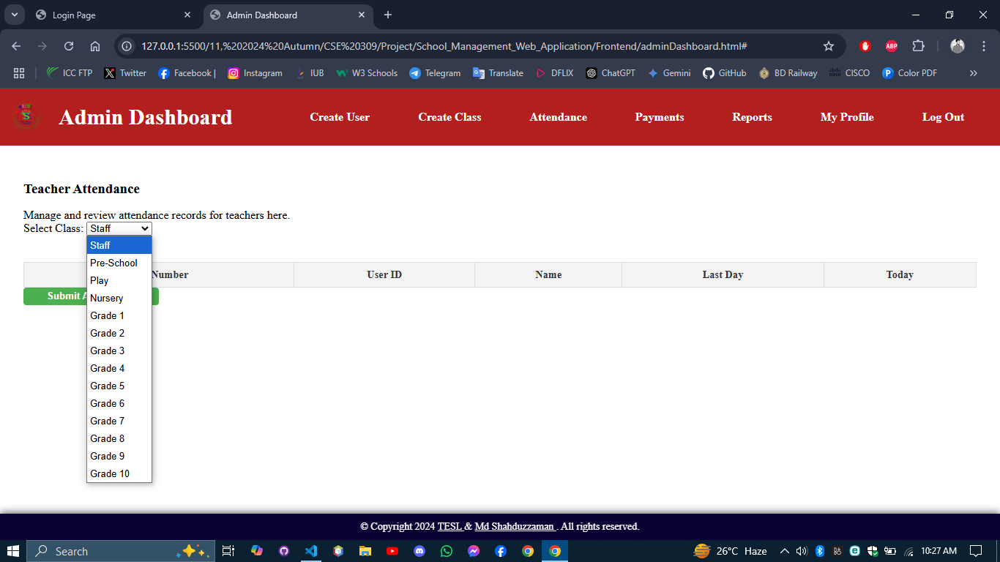 Login Page
Admin Dashboard
127.0.0.1:5500/11,%202024%20Autumn/CSE%20309/Project/School_Management_Web_Application/Frontend/adminDashboard.html#
ABP
ICC FTP Twitter Facebook | Instagram IUB W3 Schools Telegram Translate DFLIX ChatGPT Gemini GitHub BD Railway CISCO Color PDF
Admin Dashboard Create User Create Class Attendance Payments Reports My Profile Log Out
Teacher Attendance
Manage and review attendance records for teachers here.
Select Class: Staff
Staff
Pre-School
Play
Nursery
Grade 1
Grade 2
Grade 3
Grade 4
Grade 5
Grade 6
Grade 7
Grade 8
Grade 9
Grade 10
Number User ID Name Last Day Today
Submit A
© Copyright 2024 TESL & Md Shahduzzaman . All rights reserved.
Search
26°C Haze
10:27 AM